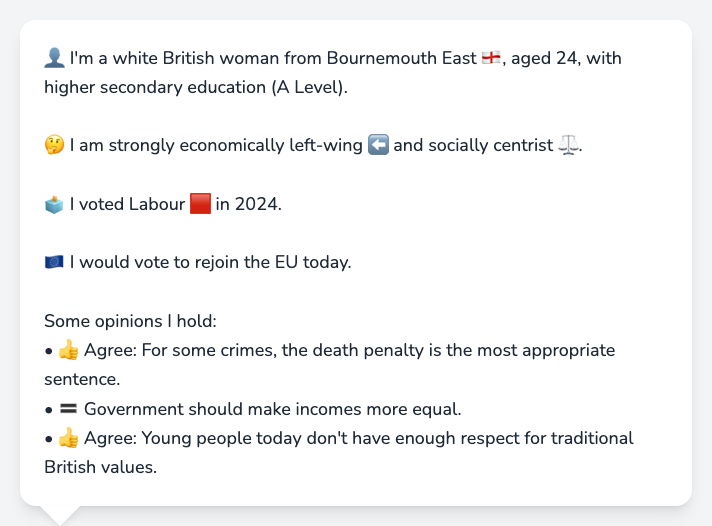 👤 I'm a white British woman from Bournemouth East 🏴󠁧󠁢󠁥󠁮󠁧󠁿, aged 24, with
higher secondary education (A Level).
🤔 I am strongly economically left-wing ⬅️ and socially centrist ⚖️.
🗳️ I voted Labour 🟥 in 2024.
🇪🇺 I would vote to rejoin the EU today.
Some opinions I hold:
• 👍 Agree: For some crimes, the death penalty is the most appropriate
sentence.
• 🟰 Government should make incomes more equal.
• 👍 Agree: Young people today don't have enough respect for traditional
British values.